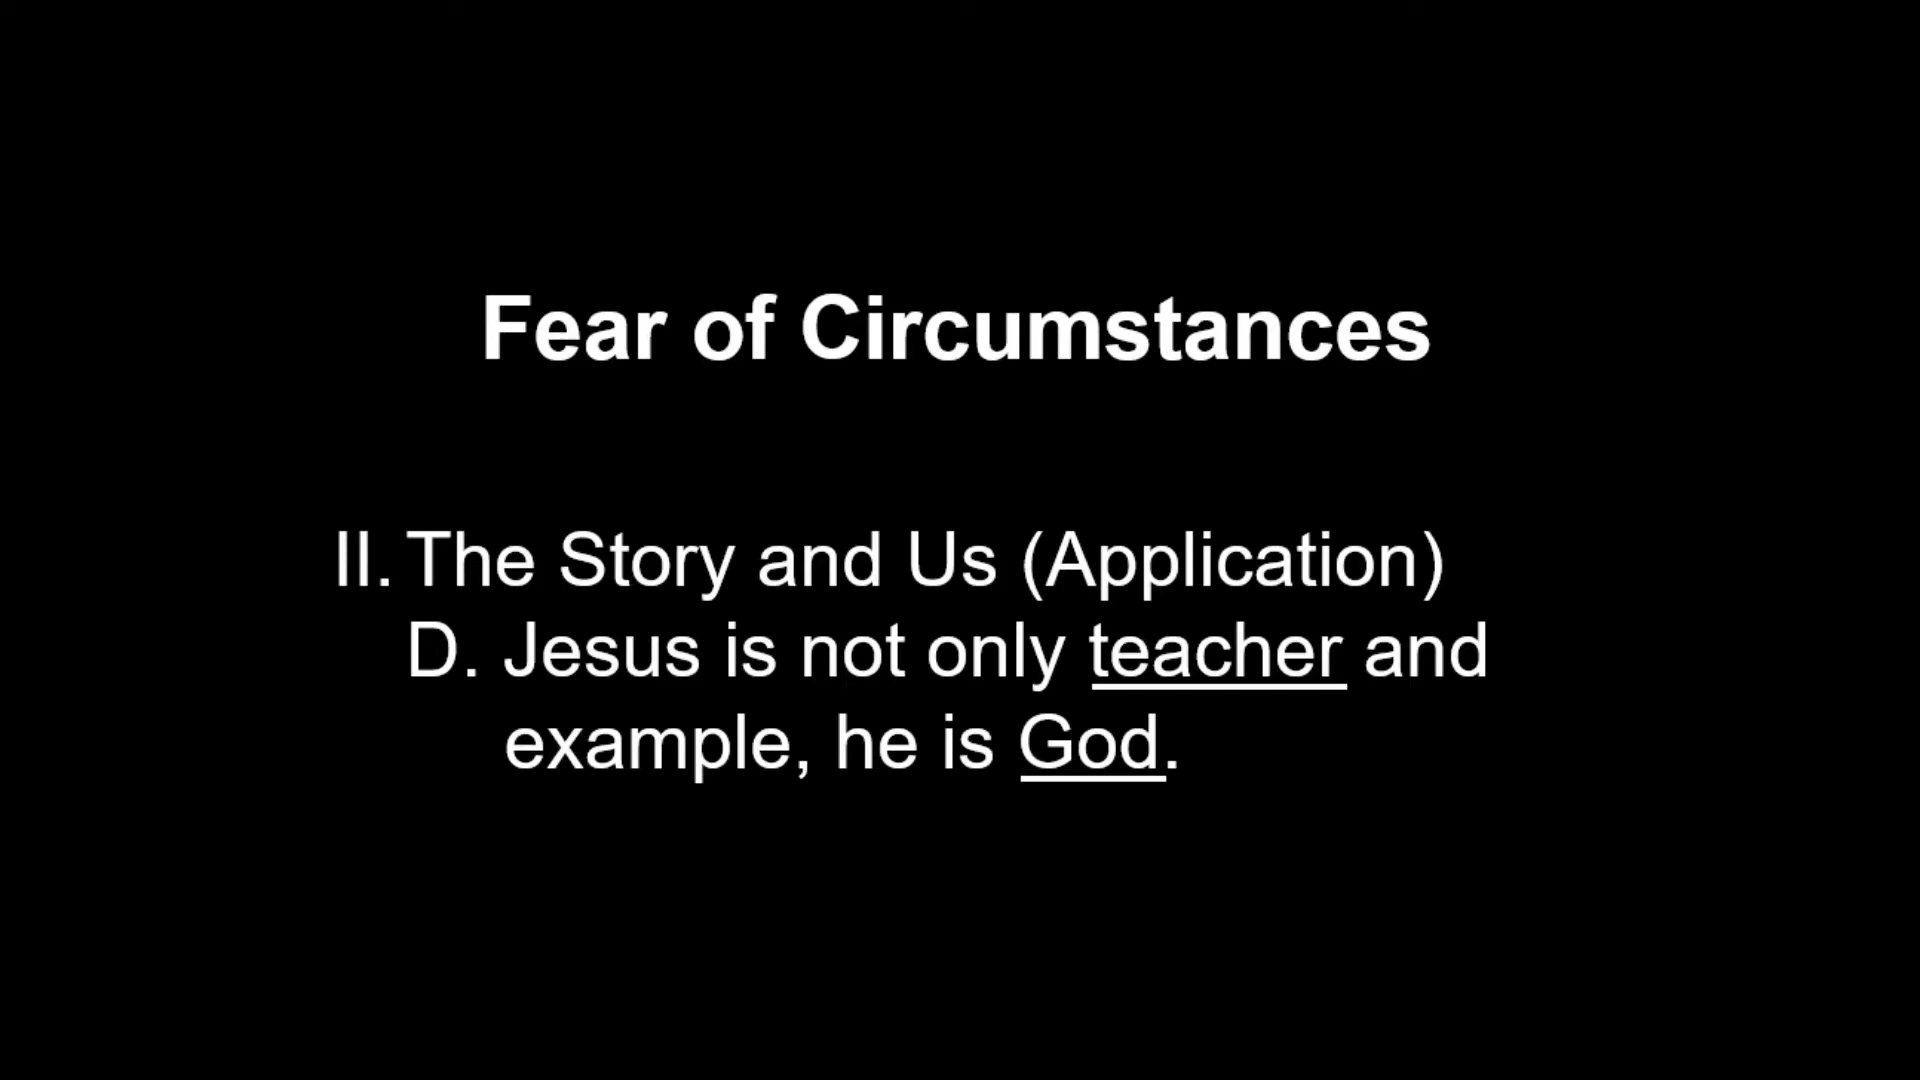 Fear of Circumstances
II. The Story and Us (Application)
D. Jesus is not only teacher and
example, he is God.